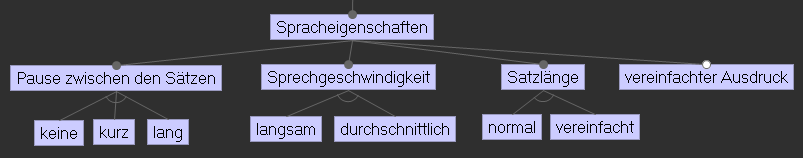 Spracheigenschaften
Pause zwischen den Sätzen
Sprechgeschwindigkeit
Satzlänge
vereinfachter Ausdruck
keine
kurz
lang
langsam
durchschnittlich
normal
vereinfacht